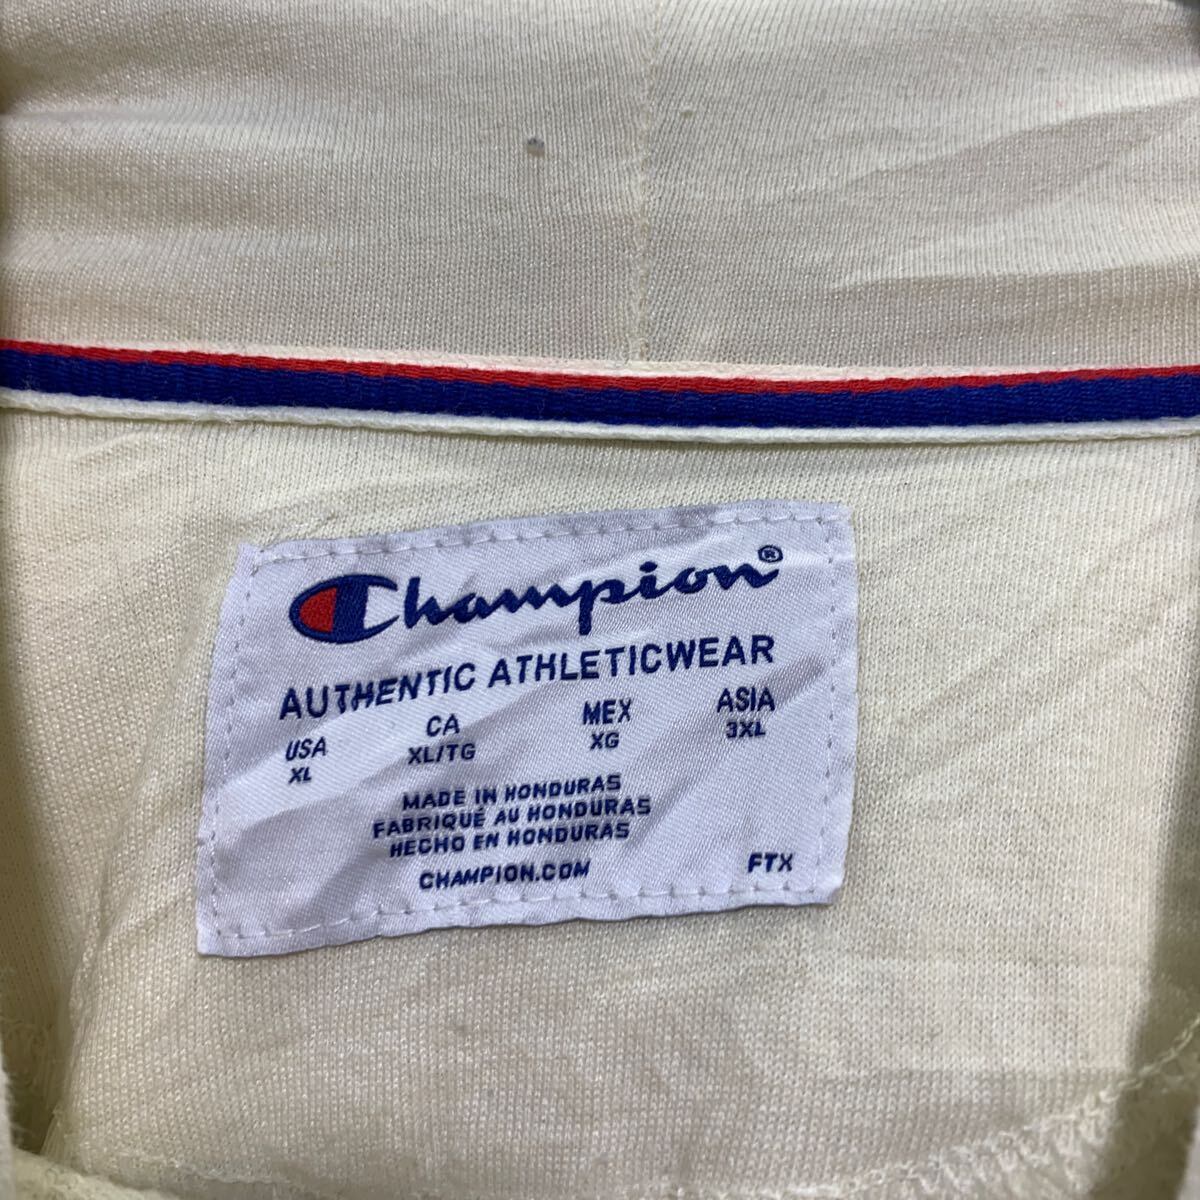 Champion®
AUTHENTIC ATHLETICWEAR
USA CA MEX ASIA
XL XL/TG XG 3XL
MADE IN HONDURAS
FABRIQUÉ AU HONDURAS
HECHO EN HONDURAS
CHAMPION.COM FTX